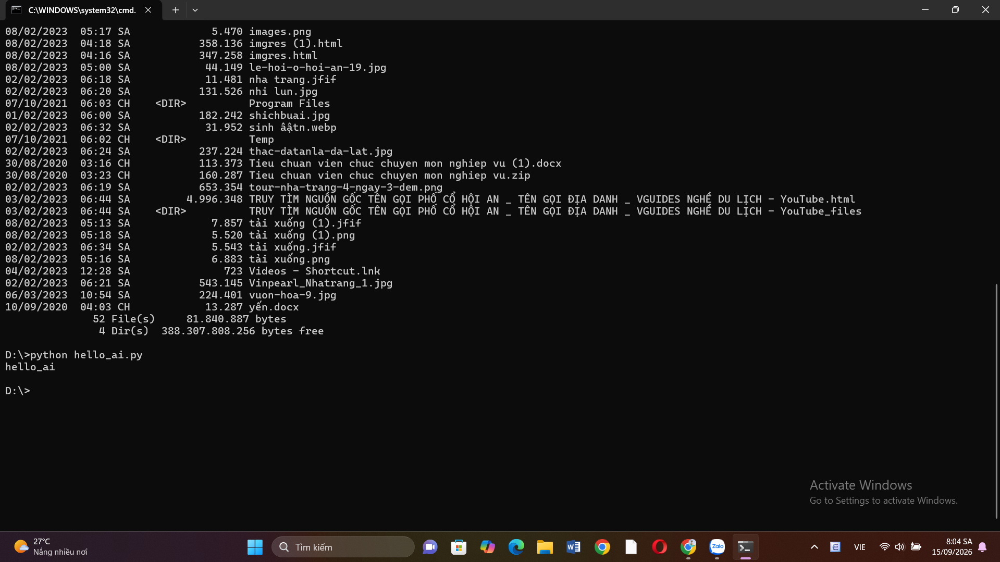 C:\WINDOWS\system32\cmd.
08/02/2023  05:17 SA             5.470 images.png
08/02/2023  04:18 SA           358.136 imgres (1).html
08/02/2023  04:16 SA           347.258 imgres.html
08/02/2023  05:00 SA            44.149 le-hoi-o-hoi-an-19.jpg
02/02/2023  06:18 SA            11.481 nha trang.jfif
02/02/2023  06:20 SA           131.526 nhi lun.jpg
07/10/2021  06:03 CH    <DIR>          Program Files
01/02/2023  06:00 SA           182.242 shichbuai.jpg
02/02/2023  06:32 SA            31.952 sinh âậtn.webp
07/10/2021  06:02 CH    <DIR>          Temp
02/02/2023  06:24 SA           237.224 thac-datanla-da-lat.jpg
30/08/2020  03:16 CH           113.373 Tieu chuan vien chuc chuyen mon nghiep vu (1).docx
30/08/2020  03:23 CH           160.287 Tieu chuan vien chuc chuyen mon nghiep vu.zip
02/02/2023  06:19 SA           653.354 tour-nha-trang-4-ngay-3-dem.png
03/02/2023  06:44 SA         4.996.348 TRUY TÌM NGUỒN GỐC TÊN GỌI PHỐ CỔ HỘI AN _ TÊN GỌI ĐỊA DANH _ VGUIDES NGHỀ DU LỊCH - YouTube.html
03/02/2023  06:44 SA    <DIR>          TRUY TÌM NGUỒN GỐC TÊN GỌI PHỐ CỔ HỘI AN _ TÊN GỌI ĐỊA DANH _ VGUIDES NGHỀ DU LỊCH - YouTube_files
08/02/2023  05:13 SA             7.857 tải xuống (1).jfif
08/02/2023  05:18 SA             5.520 tải xuống (1).png
02/02/2023  06:34 SA             5.543 tải xuống.jfif
08/02/2023  05:16 SA             6.883 tải xuống.png
04/02/2023  12:28 SA               723 Videos - Shortcut.lnk
02/02/2023  06:21 SA           543.145 Vinpearl_Nhatrang_1.jpg
06/03/2023  10:54 SA           224.401 vuon-hoa-9.jpg
10/09/2020  04:03 CH            13.287 yến.docx
52 File(s)     81.840.887 bytes
4 Dir(s)  388.307.808.256 bytes free
D:\>python hello_ai.py
hello_ai
D:\>
Activate Windows
Go to Settings to activate Windows.
27°C
Nắng nhiều nơi
Tìm kiếm
Zalo
VIE
8:04 SA
15/09/2026